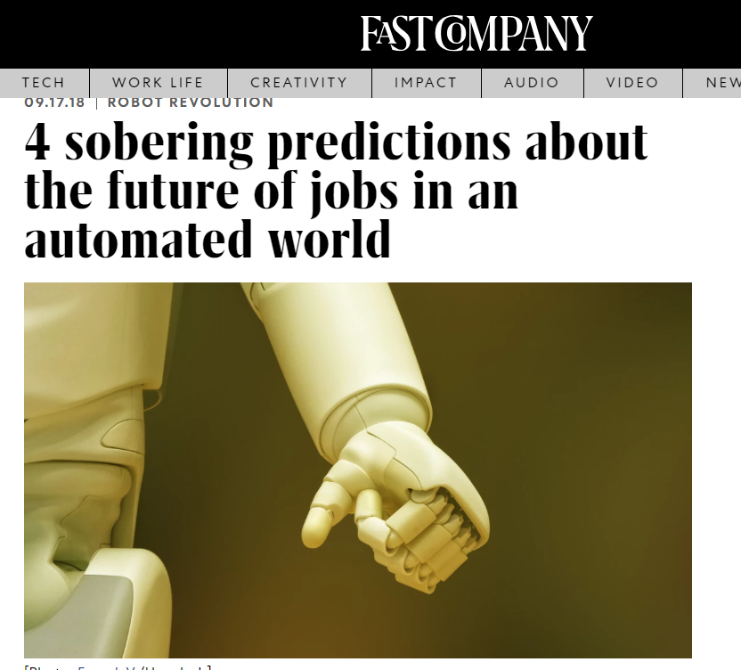 FAST COMPANY
TECH WORK LIFE CREATIVITY IMPACT AUDIO VIDEO
09.17.18 | ROBOT REVOLUTION
4 sobering predictions about
the future of jobs in an
automated world